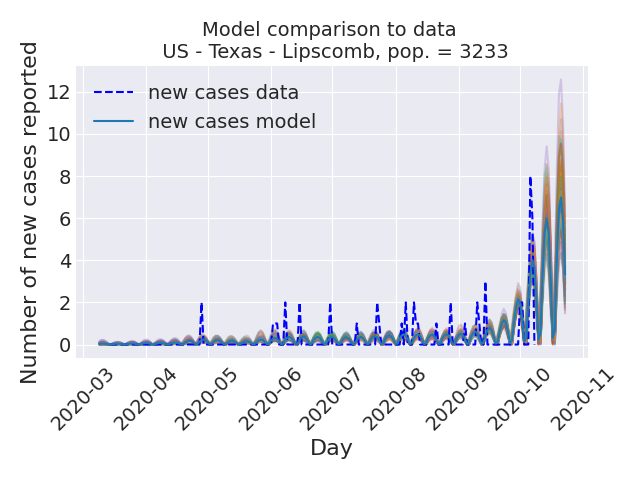 Model comparison to data
US - Texas - Lipscomb, pop. = 3233
Number of new cases reported
12
10
8
6
4
2
0
new cases data
new cases model
2020-03
2020-04
2020-05
2020-06
2020-07
2020-08
2020-09
2020-10
2020-11
Day